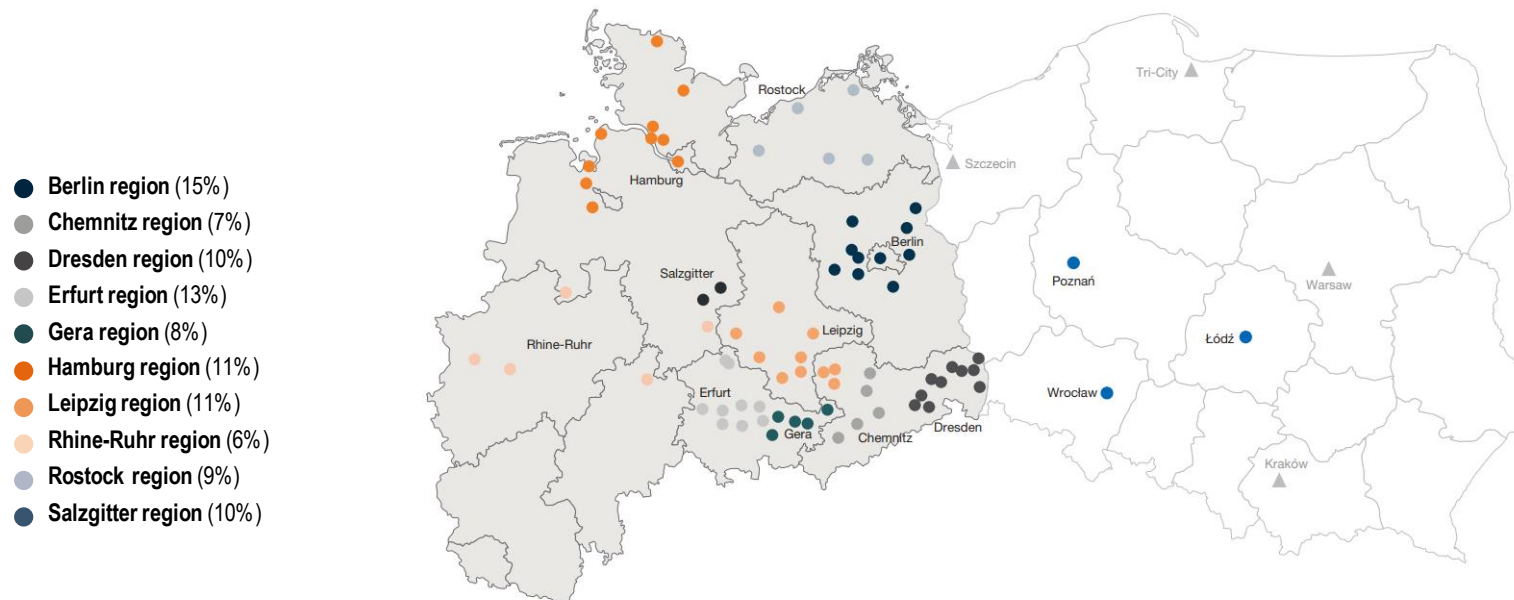 Berlin region (15%)
Chemnitz region (7%)
Dresden region (10%)
Erfurt region (13%)
Gera region (8%)
Hamburg region (11%)
Leipzig region (11%)
Rhine-Ruhr region (6%)
Rostock region (9%)
Salzgitter region (10%)
Tri-City
Rostock
Szczecin
Hamburg
Berlin
Salzgitter
Poznań
Warsaw
Leipzig
Łódź
Rhine-Ruhr
Erfurt
Wrocław
Gera
Chemnitz
Dresden
Kraków